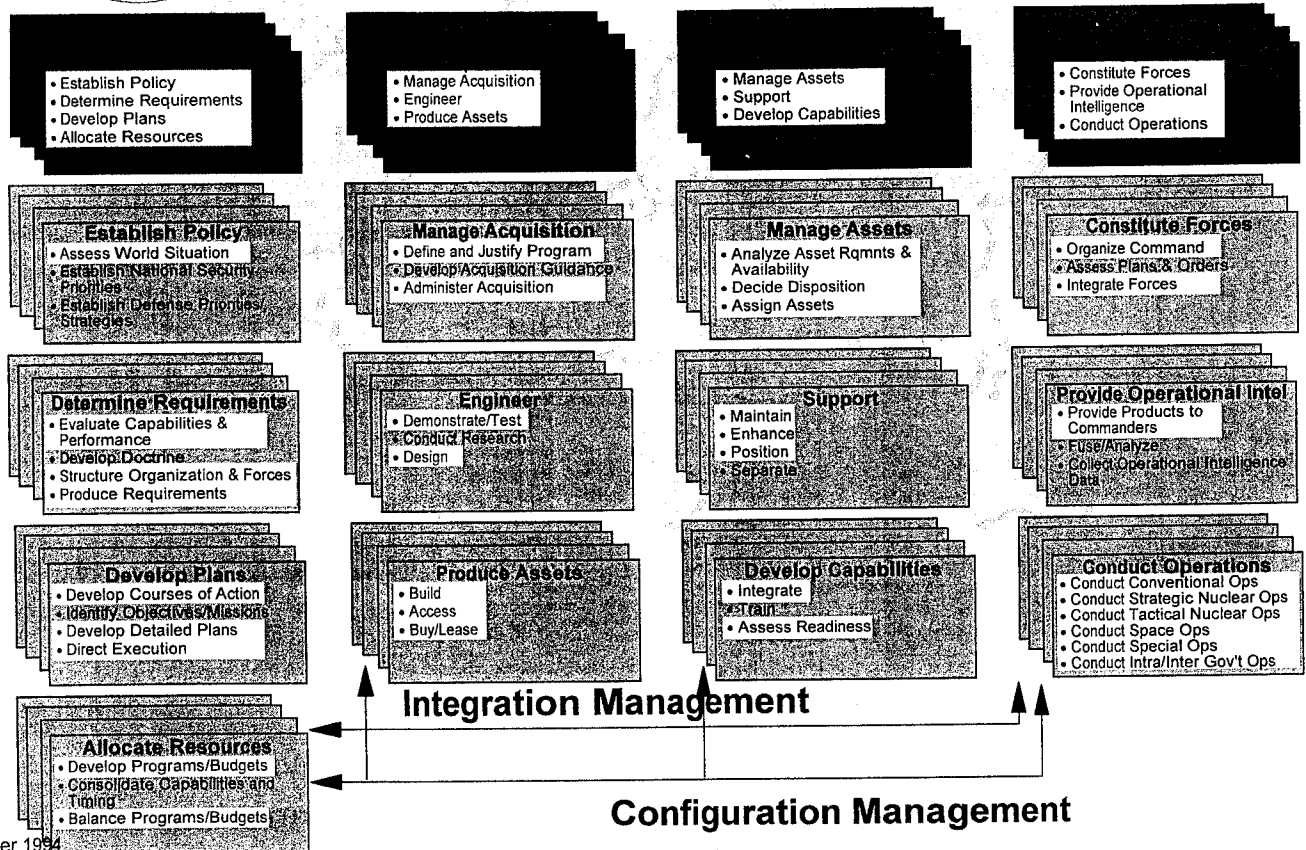 • Establish Policy
• Determine Requirements
• Develop Plans
• Allocate Resources
• Manage Acquisition
• Engineer
• Produce Assets
• Manage Assets
• Support
• Develop Capabilities
• Constitute Forces
• Provide Operational
Intelligence
• Conduct Operations
Establish Policy
• Assess World Situation
• Establish National Security
Priorities
• Establish Defense Priorities/
Strategies
Manage Acquisition
• Define and Justify Program
• Develop Acquisition Guidance
• Administer Acquisition
Manage Assets
• Analyze Asset Rqmnts &
Availability
• Decide Disposition
• Assign Assets
Constitute Forces
• Organize Command
• Assess Plans & Orders
• Integrate Forces
Determine Requirements
• Evaluate Capabilities &
Performance
• Develop Doctrine
• Structure Organization & Forces
• Produce Requirements
Engineer
• Demonstrate/Test
• Conduct Research
• Design
Support
• Maintain
• Enhance
• Position
• Separate
Provide Operational Intel
• Provide Products to
Commanders
• Fuse/Analyze
• Collect Operational Intelligence
Data
Develop Plans
• Develop Courses of Action
• Identify Objectives/Missions
• Develop Detailed Plans
• Direct Execution
Produce Assets
• Build
• Access
• Buy/Lease
Develop Capabilities
• Integrate
• Train
• Assess Readiness
Conduct Operations
• Conduct Conventional Ops
• Conduct Strategic Nuclear Ops
• Conduct Tactical Nuclear Ops
• Conduct Space Ops
• Conduct Special Ops
• Conduct Intra/Inter Gov't Ops
Integration Management
Allocate Resources
• Develop Programs/Budgets
• Consolidate Capabilities and
Timing
• Balance Programs/Budgets
Configuration Management
er 1994